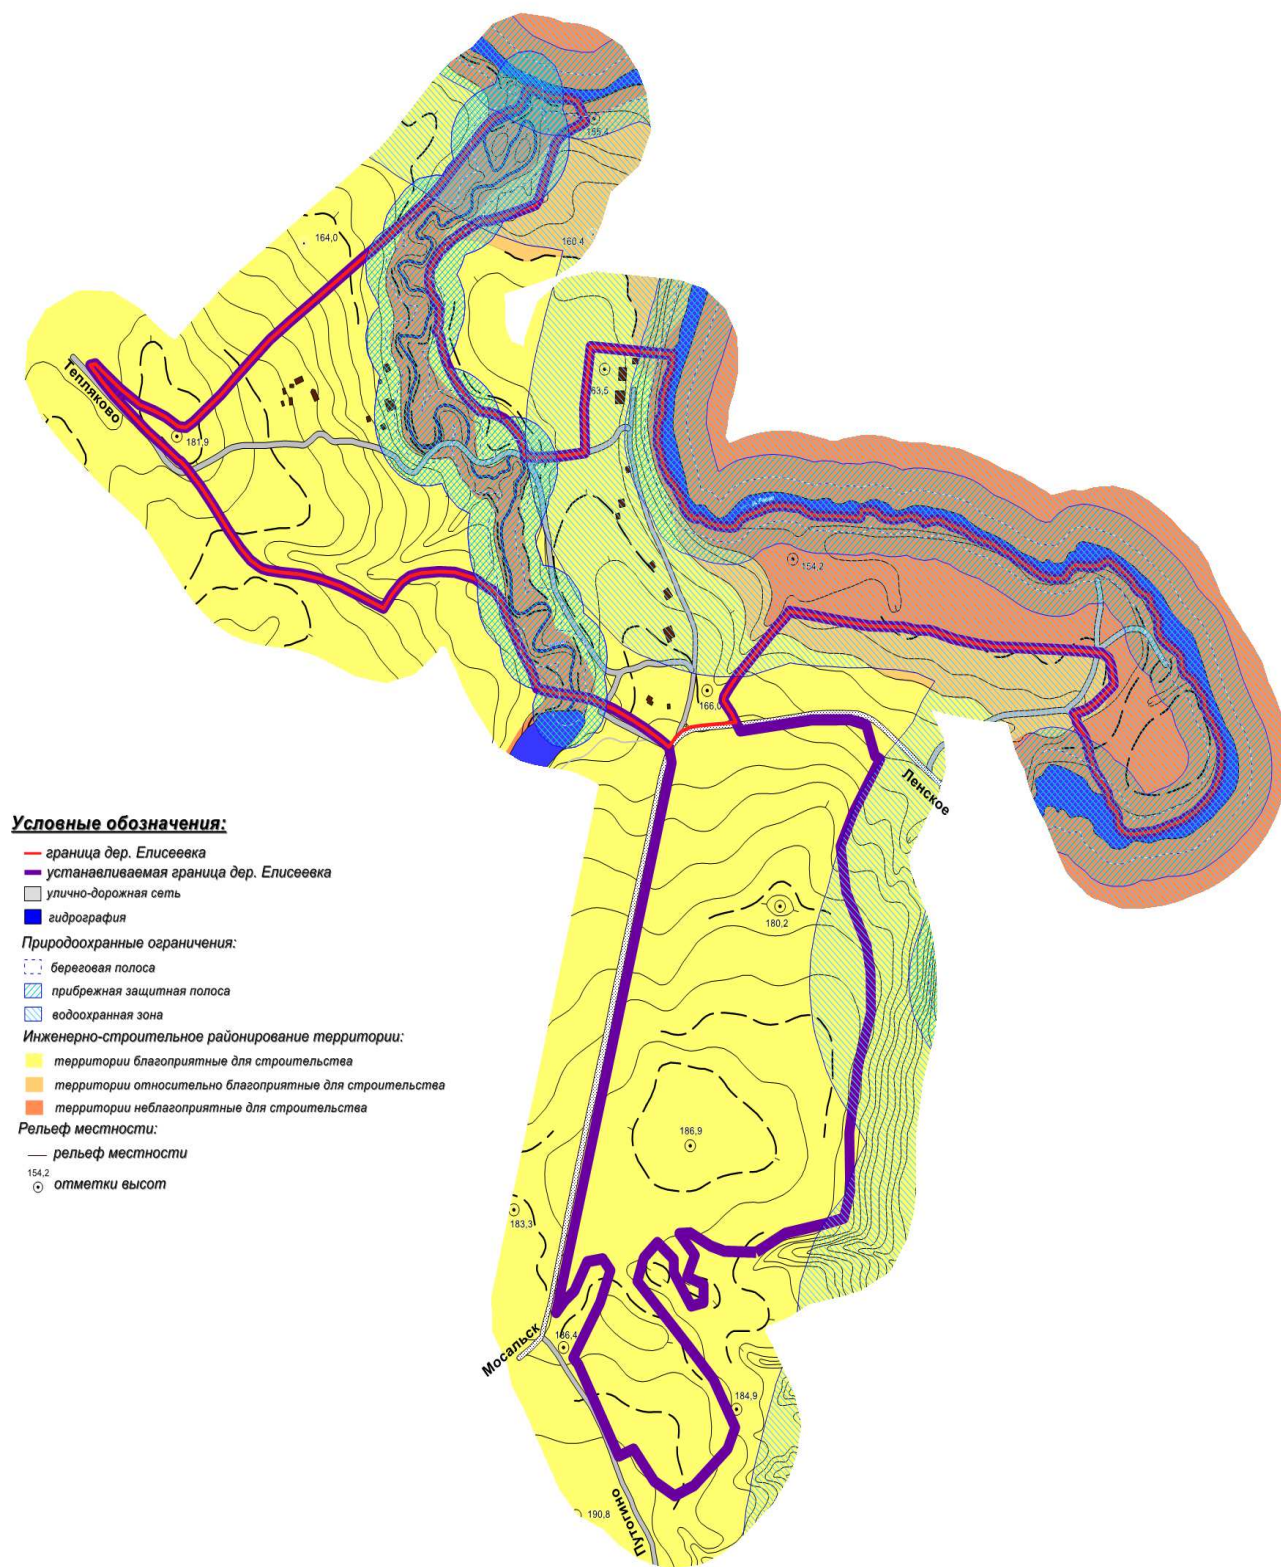 155,4
164,0
160.4
Тепляково
63,5
181,9
154.2
166,0
Ленское
Условные обозначения:
граница дер. Елисеевка
устанавливаемая граница дер. Елисеевка
улично-дорожная сеть
гидрография
Природоохранные ограничения:
береговая полоса
прибрежная защитная полоса
водоохранная зона
Инженерно-строительное районирование территории:
территории благоприятные для строительства
территории относительно благоприятные для строительства
территории неблагоприятные для строительства
Рельеф местности:
рельеф местности
154,2
отметки высот
180,2
186,9
183,3
Мосальск
186,4
184,9
190,8
Путогино